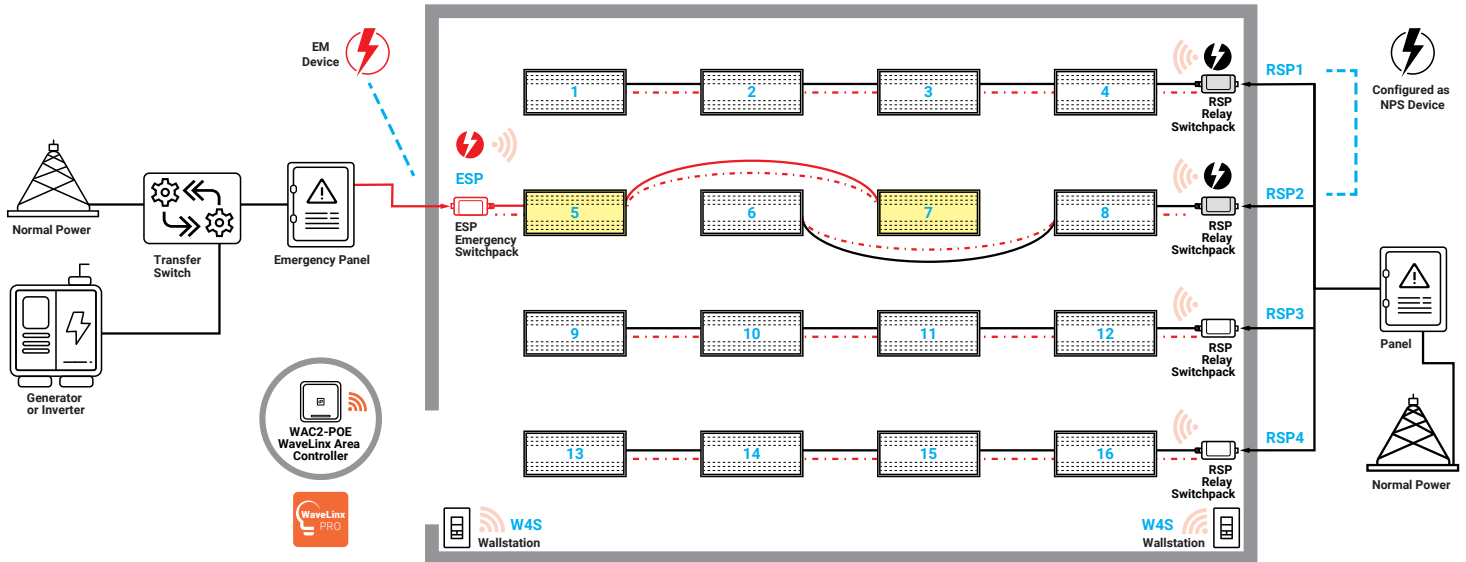 EM
Device
Normal Power
Transfer
Switch
Emergency Panel
Generator
or Inverter
WAC2-POE
WaveLinx Area
Controller
WaveLinx
PRO
1
2
3
4
RSP
Relay
Switchpack
RSP1
Configured as
NPS Device
ESP
ESP
Emergency
Switchpack
5
6
7
8
RSP
Relay
Switchpack
RSP2
9
10
11
12
RSP
Relay
Switchpack
RSP3
Panel
13
14
15
16
RSP
Relay
Switchpack
RSP4
Normal Power
W4S
Wallstation
W4S
Wallstation